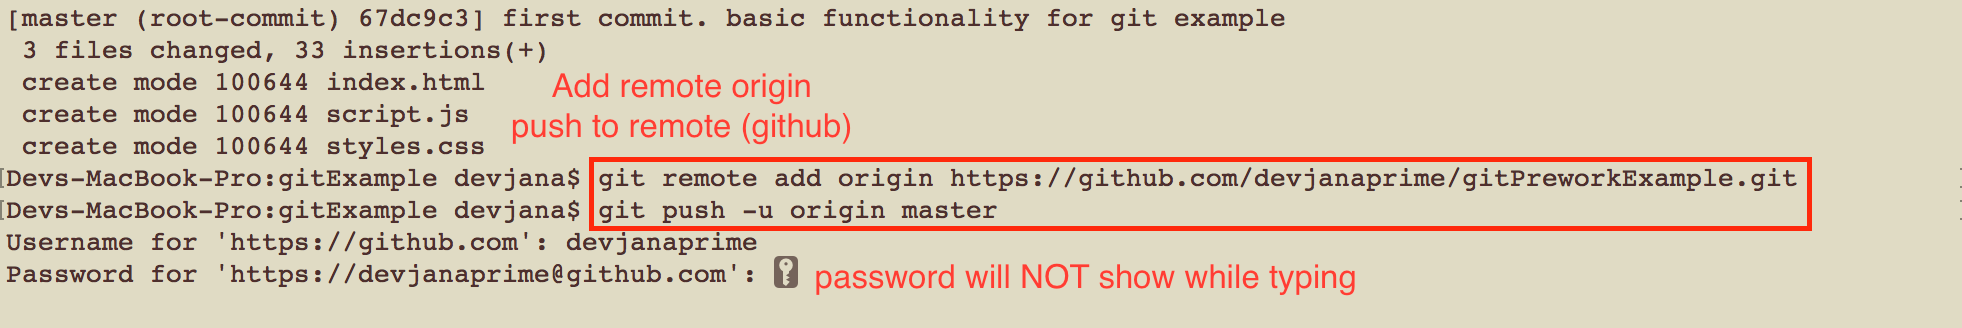 [master (root-commit) 67dc9c3] first commit. basic functionality for git example
3 files changed, 33 insertions(+)
create mode 100644 index.html
Add remote origin
create mode 100644 script.js
push to remote (github)
create mode 100644 styles.css
[Devs-MacBook-Pro:gitExample devjana$ git remote add origin https://github.com/devjanaprime/gitPreworkExample.git
[Devs-MacBook-Pro:gitExample devjana$ git push -u origin master
Username for 'https://github.com': devjanaprime
Password for 'https://devjanaprime@github.com': password will NOT show while typing